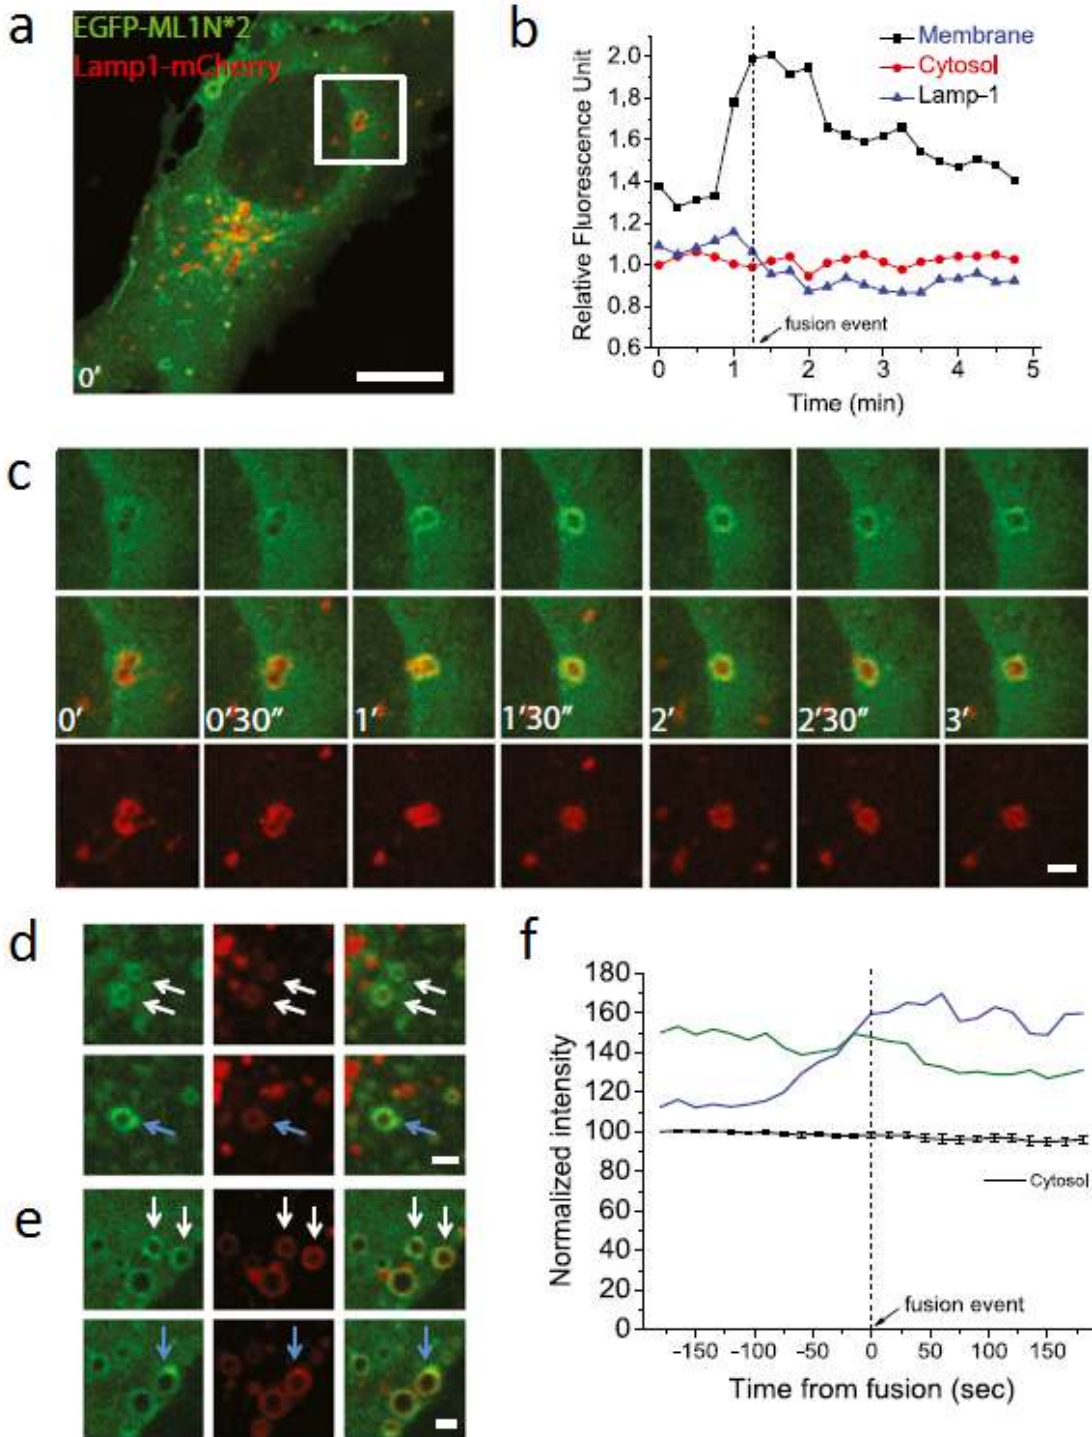 a
EGFP-ML1N*2
Lamp1-mCherry
0'
b
Relative Fluorescence Unit
2.0
1.8
1.6
1.4
1.2
1.0
0.8
0.6
Membrane
Cytosol
Lamp-1
fusion event
0 1 2 3 4 5
Time (min)
c
0' 0'30" 1' 1'30" 2' 2'30" 3'
d
e
f
Normalized intensity
180
160
140
120
100
80
60
40
20
0
Cytosol
fusion event
-150 -100 -50 0 50 100 150
Time from fusion (sec)